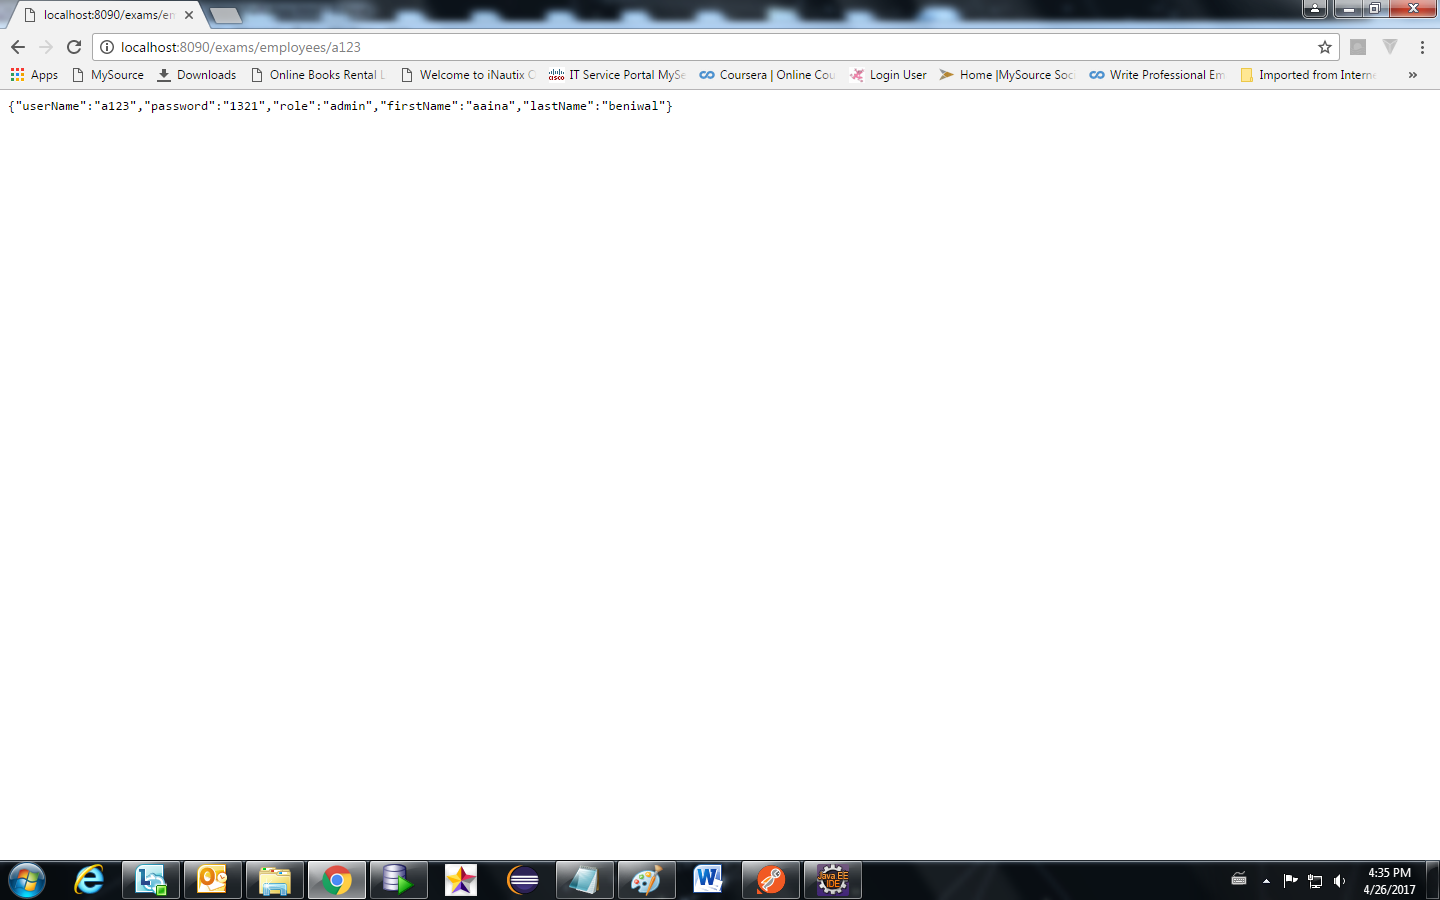 localhost:8090/exams/en
localhost:8090/exams/employees/a123
Apps MySource Downloads Online Books Rental Welcome to iNautix IT Service Portal MySe Coursera | Online Cou Login User Home |MySource Soc Write Professional Em Imported from Intern »
{"userName":"a123","password":"1321","role":"admin","firstName":"aaina","lastName":"beniwal"}
4:35 PM
4/26/2017